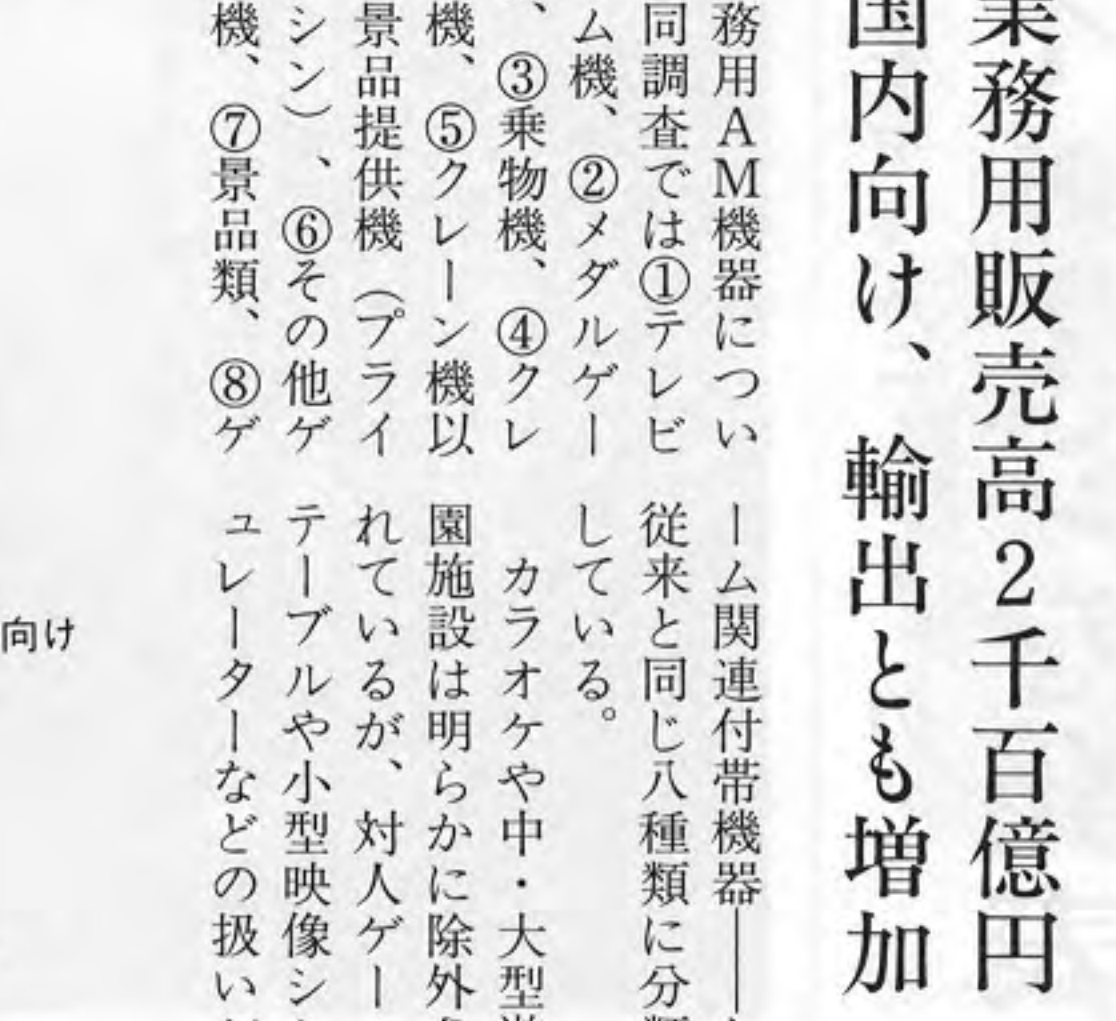 業務用販売高2千百億円
国内向け、輸出とも増加
務用AM機器につい
同調査では①テレビ
ム機、②メダルゲー
、③乗物機、④クレ
機、⑤クレーン機以
景品提供機（プライ
シン）、⑥その他ゲ
機、⑦景品類、⑧ゲ
ーム関連付帯機器――
従来と同じ八種類に分
している。
カラオケや中・大型
園施設は明らかに除外
れているが、対人ゲー
テーブルや小型映像シ
ュレーターなどの扱い
向け